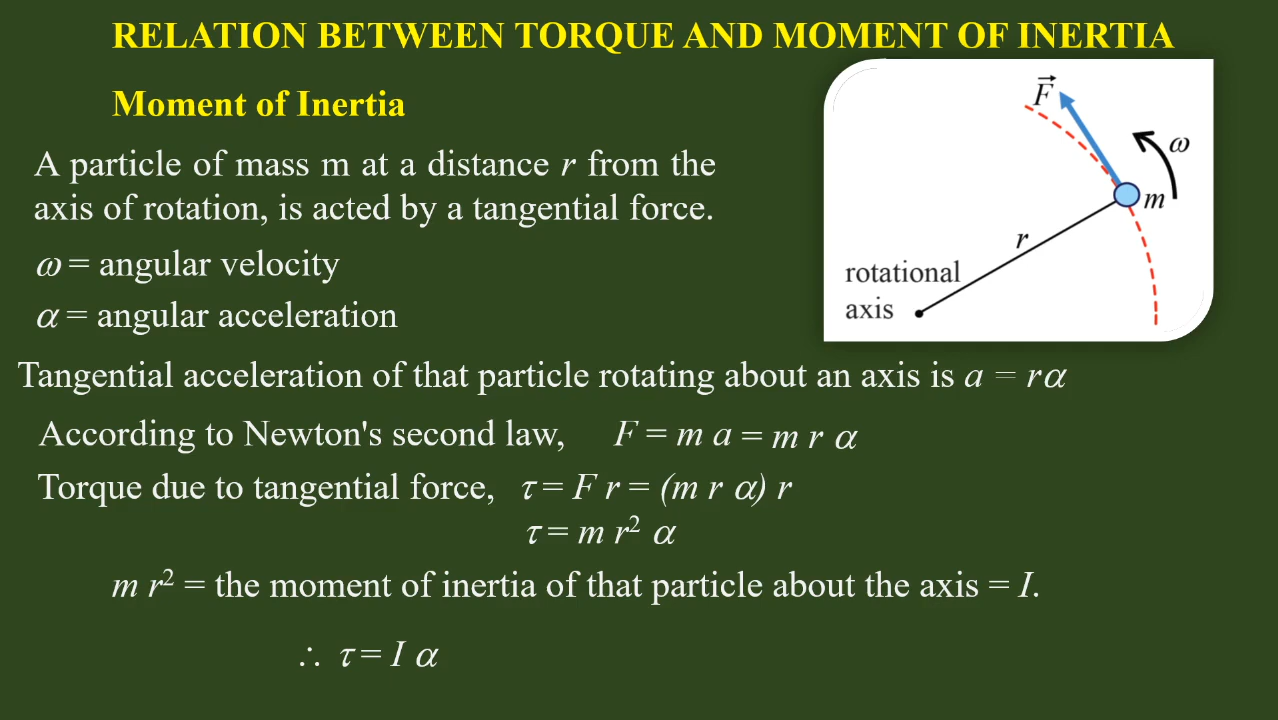 RELATION BETWEEN TORQUE AND MOMENT OF INERTIA
Moment of Inertia
A particle of mass m at a distance r from the
axis of rotation, is acted by a tangential force.
ω = angular velocity
α = angular acceleration
F⃗
ω
m
r
rotational
axis
Tangential acceleration of that particle rotating about an axis is a = rα
According to Newton's second law, F = m a = m r α
Torque due to tangential force, τ = F r = (m r α) r
τ = m r² α
m r² = the moment of inertia of that particle about the axis = I.
∴ τ = I α